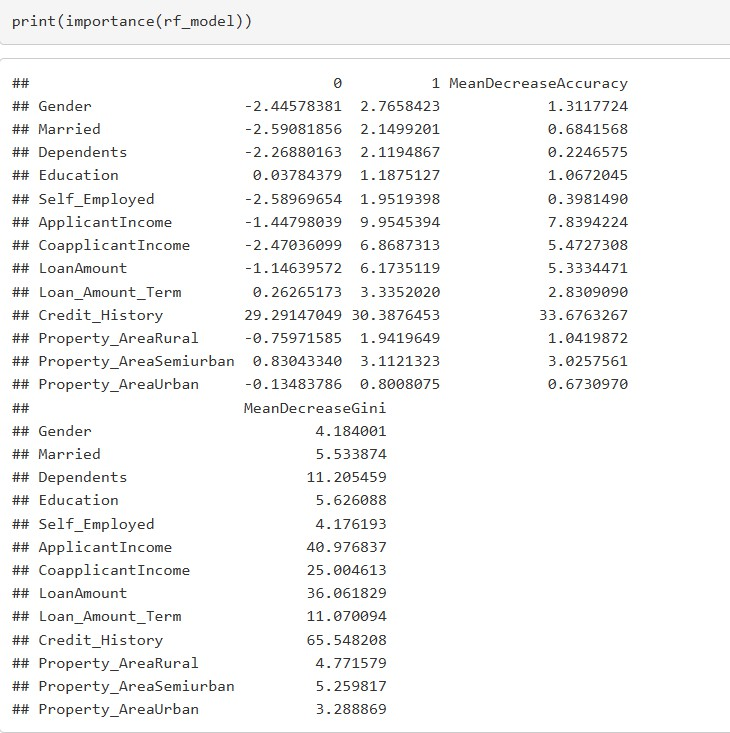 print(importance(rf_model))
## 0 1 MeanDecreaseAccuracy
## Gender -2.44578381 2.7658423 1.3117724
## Married -2.59081856 2.1499201 0.6841568
## Dependents -2.26880163 2.1194867 0.2246575
## Education 0.03784379 1.1875127 1.0672045
## Self_Employed -2.58969654 1.9519398 0.3981490
## ApplicantIncome -1.44798039 9.9545394 7.8394224
## CoapplicantIncome -2.47036099 6.8687313 5.4727308
## LoanAmount -1.14639572 6.1735119 5.3334471
## Loan_Amount_Term 0.26265173 3.3352020 2.8309090
## Credit_History 29.29147049 30.3876453 33.6763267
## Property_AreaRural -0.75971585 1.9419649 1.0419872
## Property_AreaSemiurban 0.83043340 3.1121323 3.0257561
## Property_AreaUrban -0.13483786 0.8008075 0.6730970
## MeanDecreaseGini
## Gender 4.184001
## Married 5.533874
## Dependents 11.205459
## Education 5.626088
## Self_Employed 4.176193
## ApplicantIncome 40.976837
## CoapplicantIncome 25.004613
## LoanAmount 36.061829
## Loan_Amount_Term 11.070094
## Credit_History 65.548208
## Property_AreaRural 4.771579
## Property_AreaSemiurban 5.259817
## Property_AreaUrban 3.288869